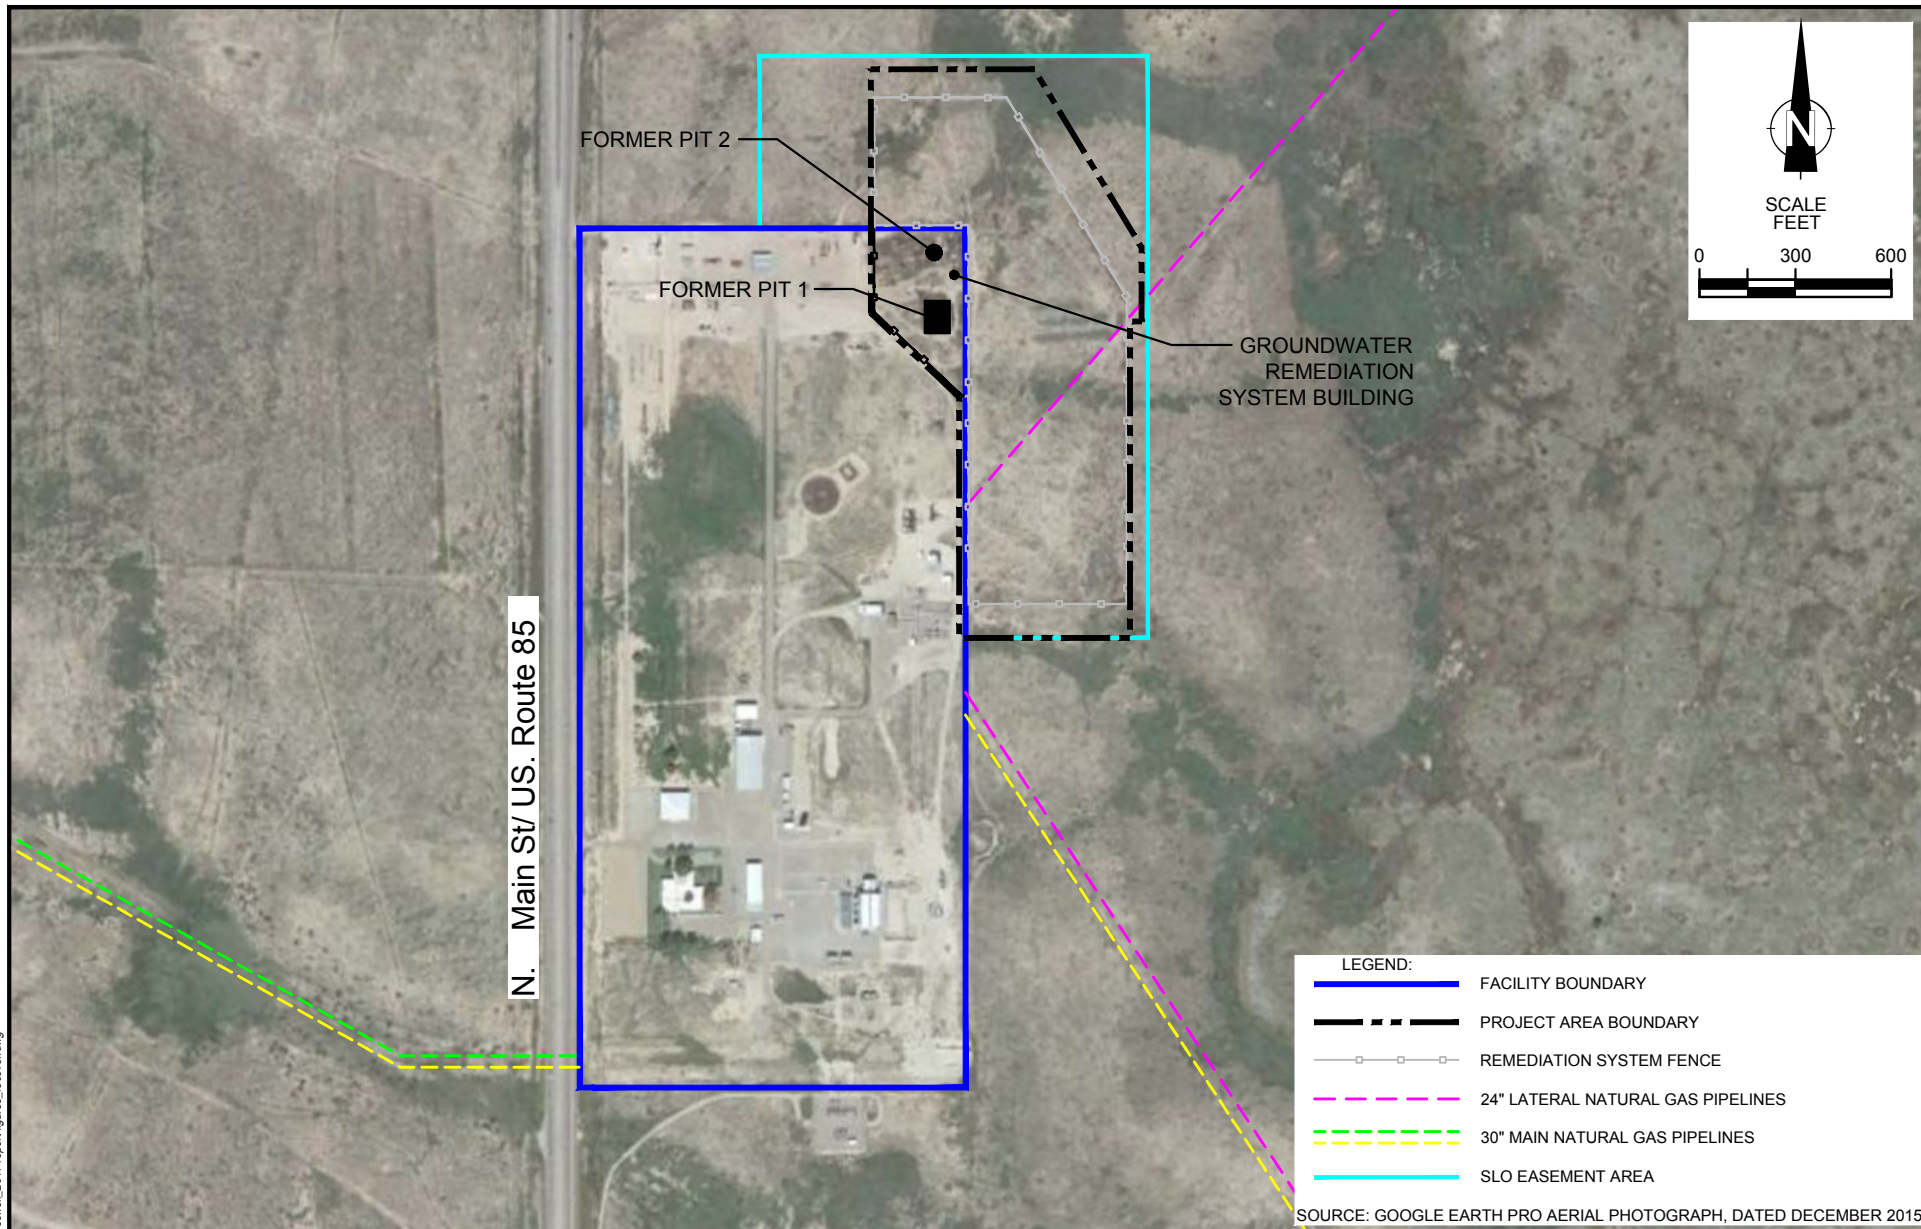 FORMER PIT 2
FORMER PIT 1
GROUNDWATER
REMEDIATION
SYSTEM BUILDING
N. Main St/ US. Route 85
N
SCALE
FEET
0 300 600
LEGEND:
FACILITY BOUNDARY
PROJECT AREA BOUNDARY
REMEDIATION SYSTEM FENCE
24" LATERAL NATURAL GAS PIPELINES
30" MAIN NATURAL GAS PIPELINES
SLO EASEMENT AREA
SOURCE: GOOGLE EARTH PRO AERIAL PHOTOGRAPH, DATED DECEMBER 2015